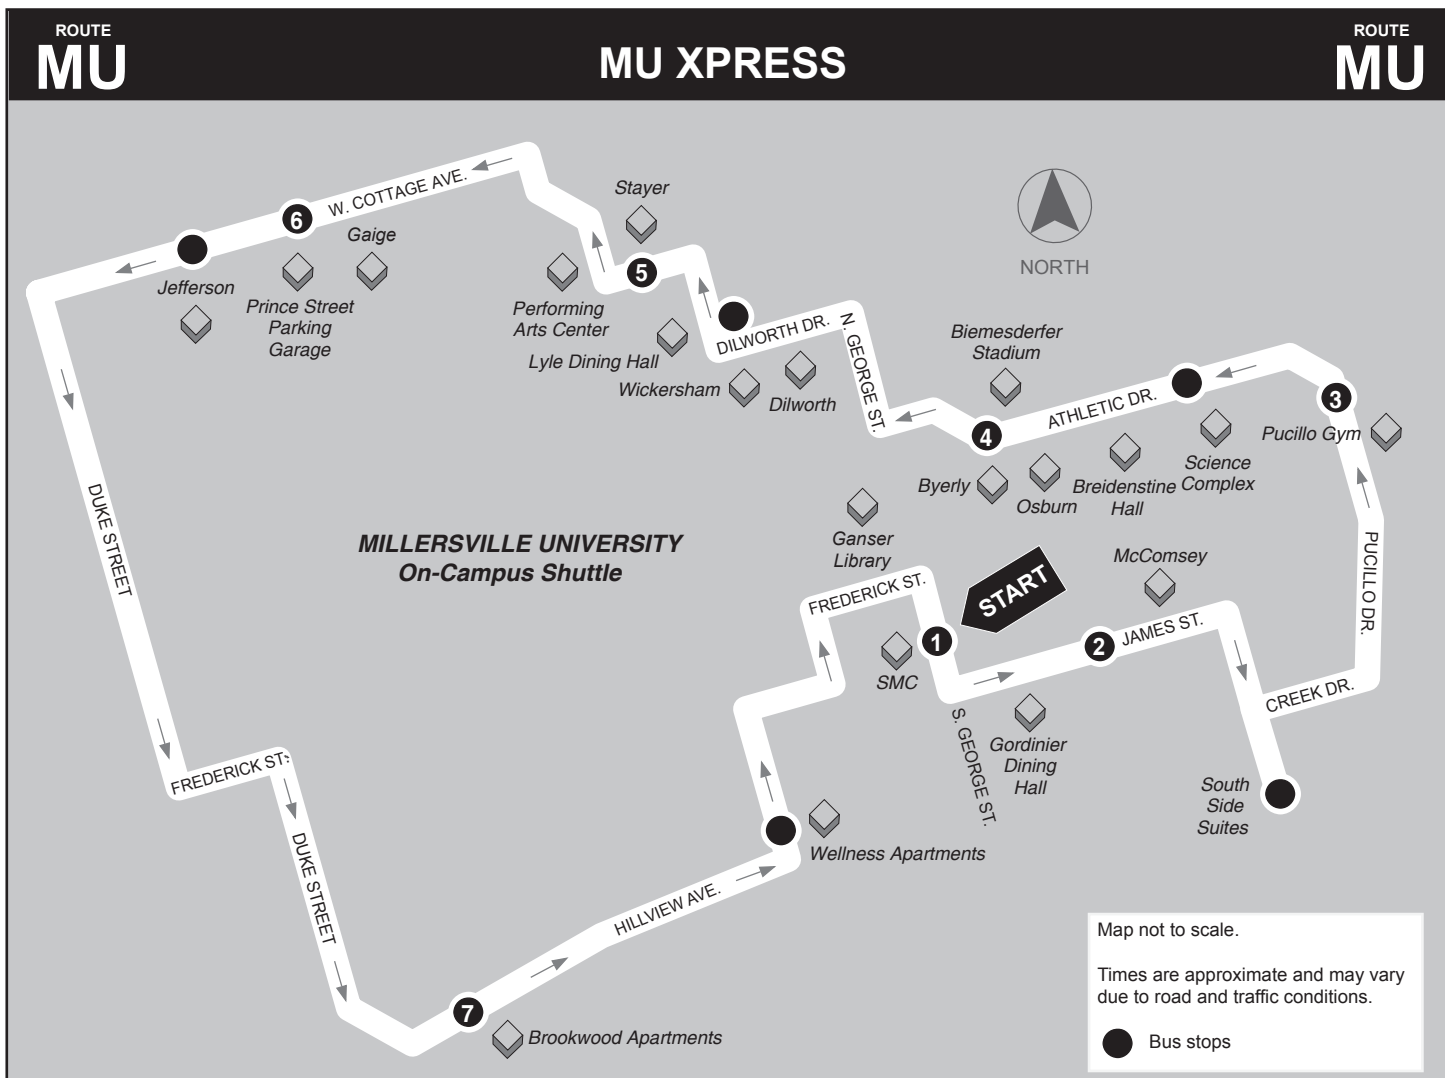 ROUTE
MU
MU XPRESS
ROUTE
MU
W. COTTAGE AVE.
6
Gaige
Jefferson
Prince Street
Parking
Garage
Stayer
5
Performing
Arts Center
Lyle Dining Hall
Wickersham
DILWORTH DR.
Dilworth
N. GEORGE ST.
NORTH
Biemesderfer
Stadium
ATHLETIC DR.
4
3
Pucillo Gym
Byerly
Osburn
Breidenstine
Hall
Science
Complex
PUCILLO DR.
DUKE STREET
MILLERSVILLE UNIVERSITY
On-Campus Shuttle
Ganser
Library
FREDERICK ST.
START
McComsey
1
SMC
2
JAMES ST.
CREEK DR.
S. GEORGE ST.
Gordinier
Dining
Hall
South
Side
Suites
FREDERICK ST.
DUKE STREET
Wellness Apartments
HILLVIEW AVE.
7
Brookwood Apartments
Map not to scale.
Times are approximate and may vary
due to road and traffic conditions.
Bus stops